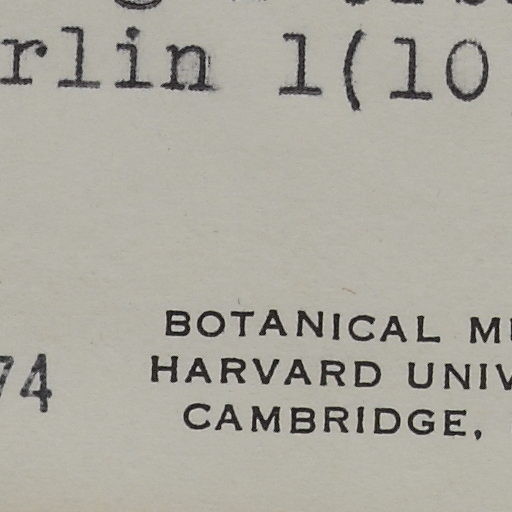 rlin 1(10
BOTANICAL M
74
HARVARD UNIV
CAMBRIDGE,